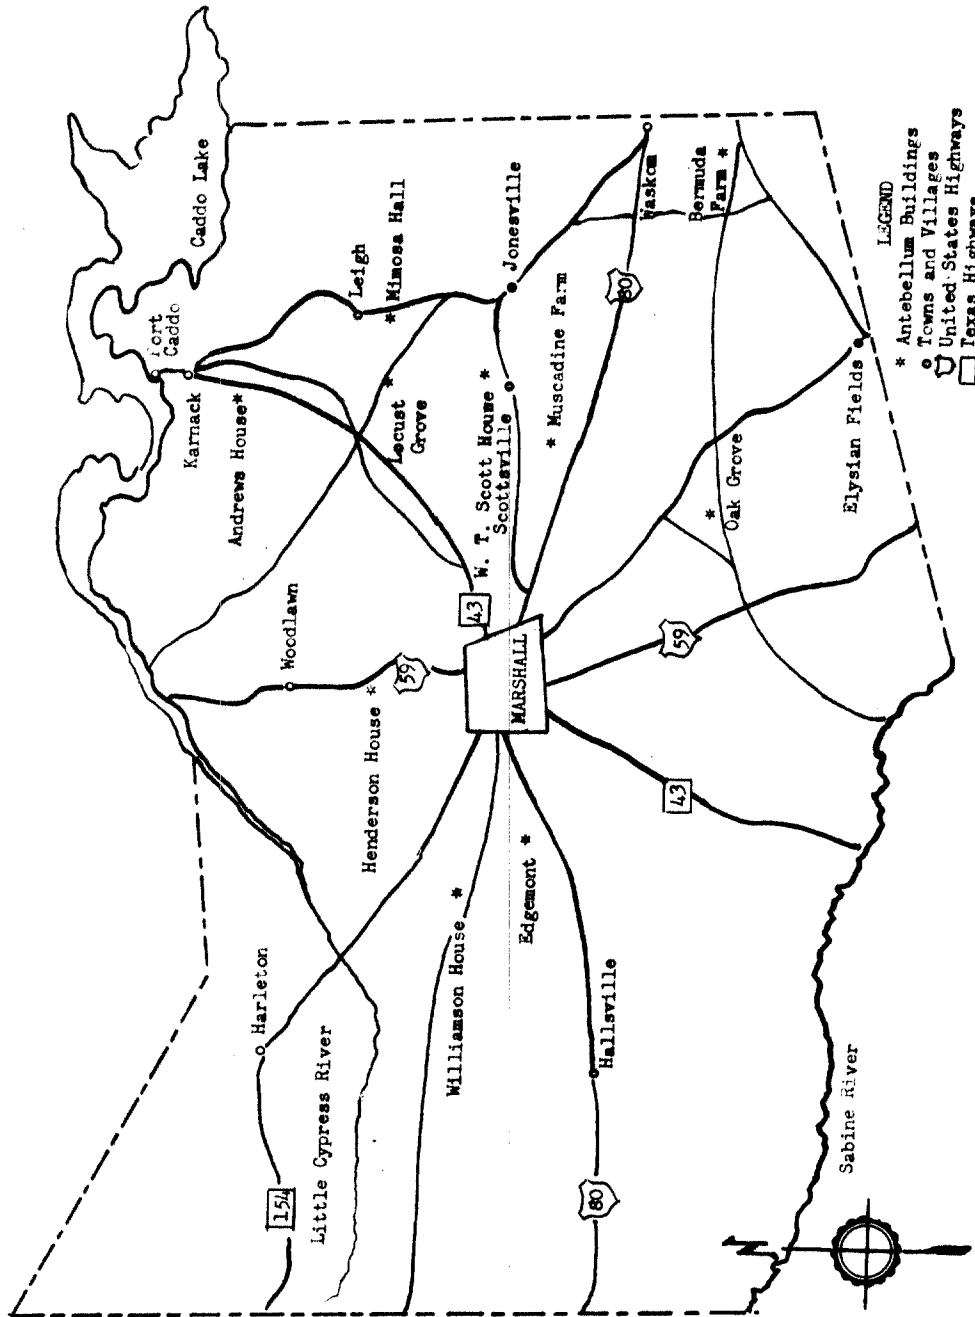 Caddo Lake
Fort
Caddo
Karnack
Andrews House*
Leigh
* Mimosa Hall
Locust *
Grove
Jonesville
W. T. Scott House *
Scottsville
* Muscadine Farm
Waskom
Bermuda
Farm *
Woodlawn
43
59
Henderson House *
MARSHALL
80
Oak Grove *
Elysian Fields
59
43
Harleton
154
Little Cypress River
Williamson House *
Edgemont *
Hallsville
80
Sabine River
N
LEGEND
* Antebellum Buildings
Towns and Villages
United States Highways
Texas Highways